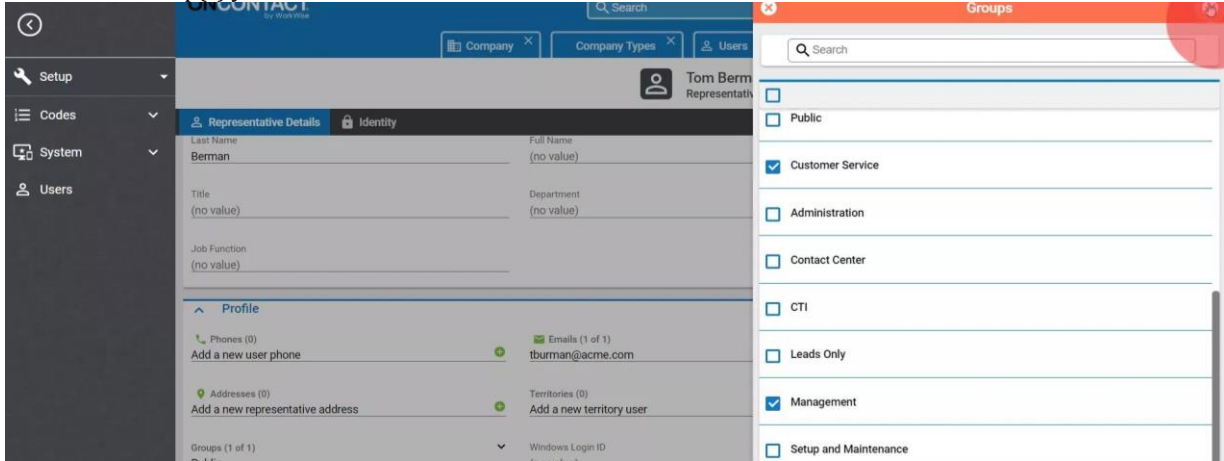 ONCONTACT
by WorkWise
Search
Groups
Company
Company Types
Users
Search
Setup
Tom Berm
Representativ
Codes
Representative Details
Identity
Public
Last Name
Full Name
Berman
(no value)
System
Customer Service
Users
Title
Department
(no value)
(no value)
Administration
Job Function
(no value)
Contact Center
Profile
CTI
Phones (0)
Emails (1 of 1)
Add a new user phone
tburman@acme.com
Leads Only
Addresses (0)
Territories (0)
Add a new representative address
Add a new territory user
Management
Groups (1 of 1)
Windows Login ID
Setup and Maintenance